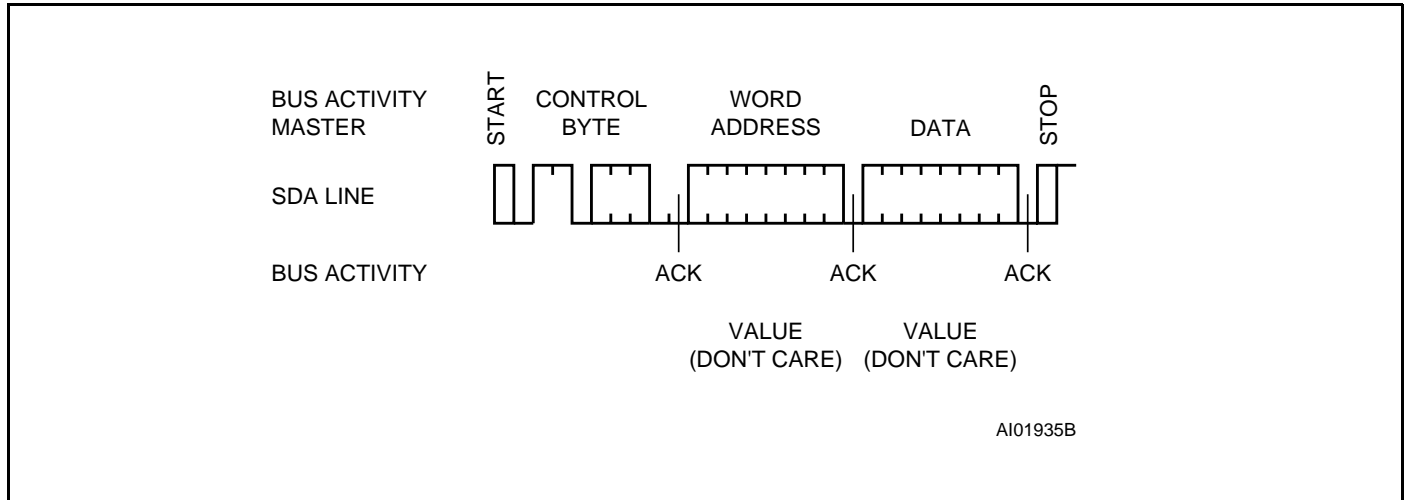 BUS ACTIVITY
MASTER
START
CONTROL
BYTE
WORD
ADDRESS
DATA
STOP
SDA LINE
BUS ACTIVITY
ACK
ACK
ACK
VALUE
(DON'T CARE)
VALUE
(DON'T CARE)
AI01935B